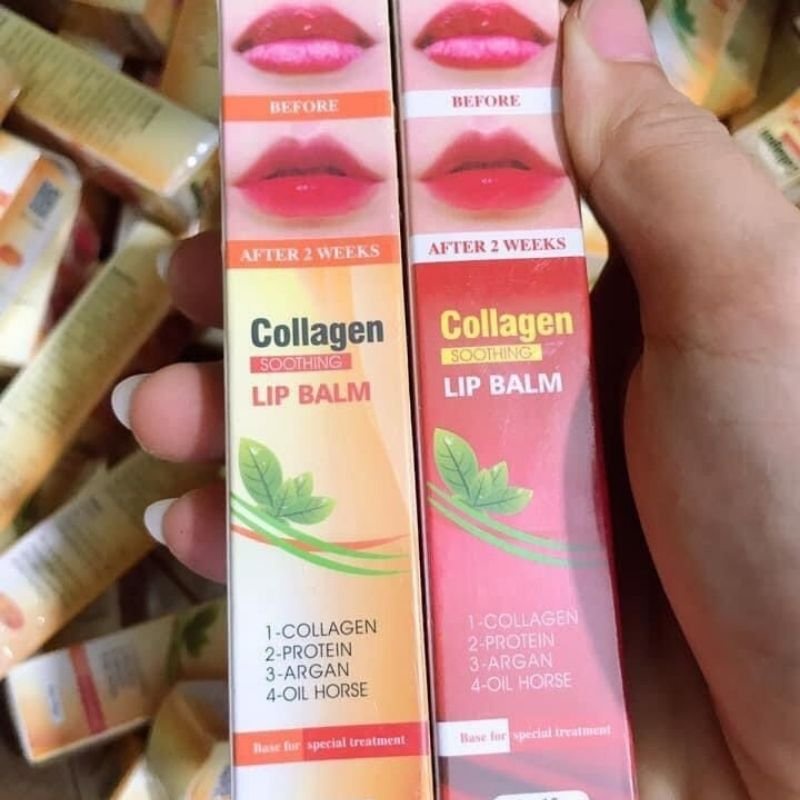 BEFORE
AFTER 2 WEEKS
Collagen
SOOTHING
LIP BALM
1-COLLAGEN
2-PROTEIN
3-ARGAN
4-OIL HORSE
Base for special treatment
BEFORE
AFTER 2 WEEKS
Collagen
SOOTHING
LIP BALM
1-COLLAGEN
2-PROTEIN
3-ARGAN
4-OIL HORSE
Base for special treatment